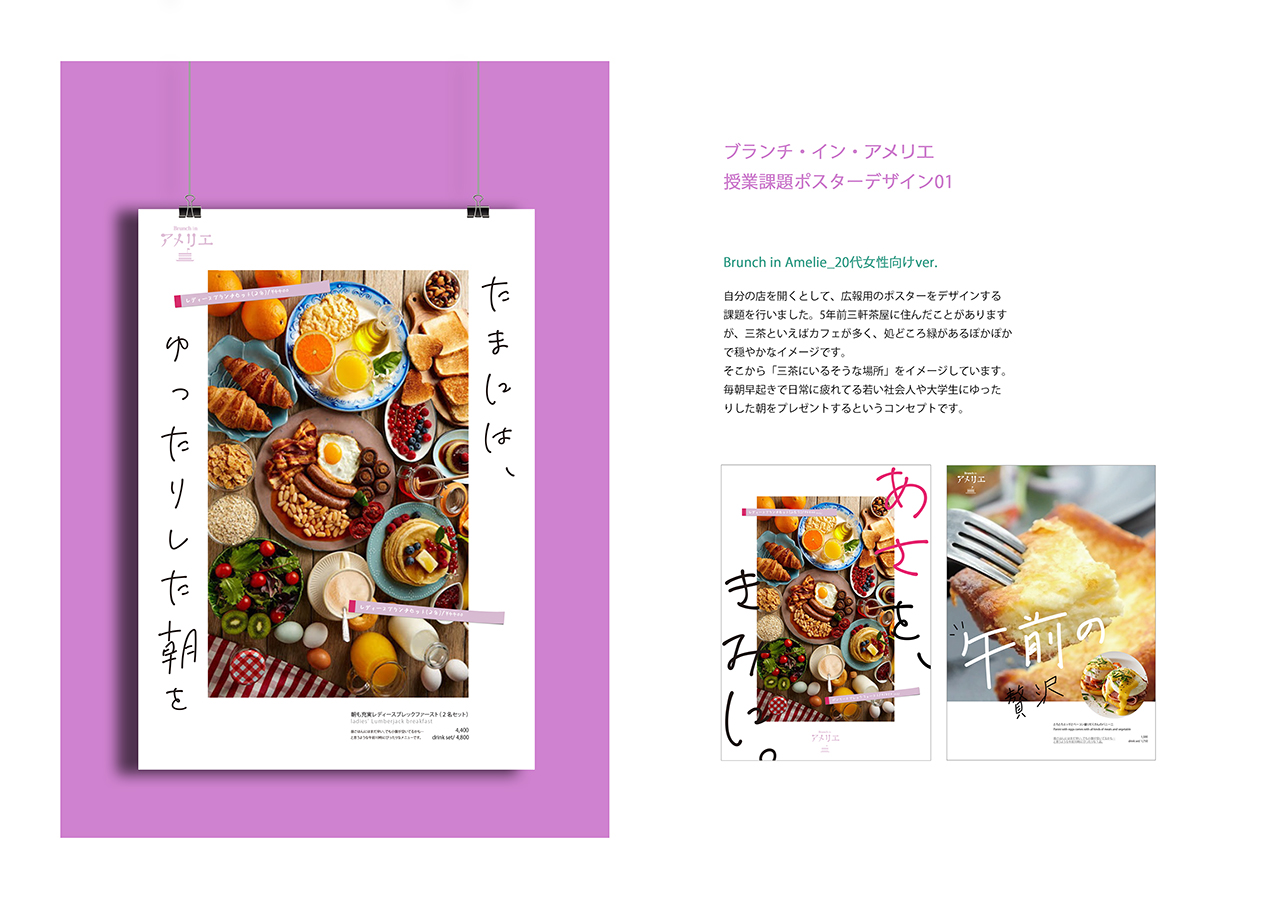 Brunch in
アメリエ
レディースブランチセット(2名)/¥4400
たまには、
ゆったりした朝を
レディースブランチセット(2名)/¥4400
朝も充実レディースブレックファースト(2名セット)
ladies' Lumberjack breakfast
4,400
drink set/ 4,800
ブランチ・イン・アメリエ
授業課題ポスターデザイン01
Brunch in Amelie_20代女性向けver.
自分の店を開くとして、広報用のポスターをデザインする
課題を行いました。5年前三軒茶屋に住んだことがあります
が、三茶といえばカフェが多く、処どころ緑があるぽかぽか
で穏やかなイメージです。
そこから「三茶にいるそうな場所」をイメージしています。
毎朝早起きで日常に疲れてる若い社会人や大学生にゆった
りした朝をプレゼントするというコンセプトです。
あさを、
きみに。
Brunch in
アメリエ
Brunch in
アメリエ
午前の
贅沢